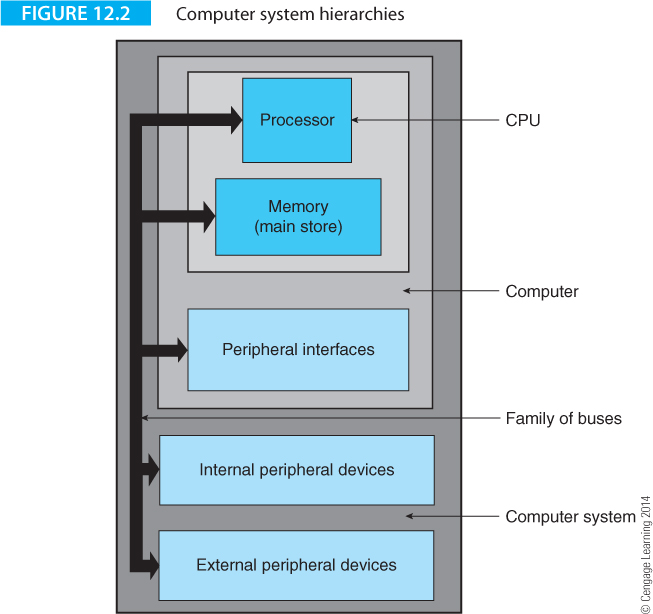 FIGURE 12.2 Computer system hierarchies
Processor
CPU
Memory
(main store)
Computer
Peripheral interfaces
Family of buses
Internal peripheral devices
Computer system
External peripheral devices
© Cengage Learning 2014